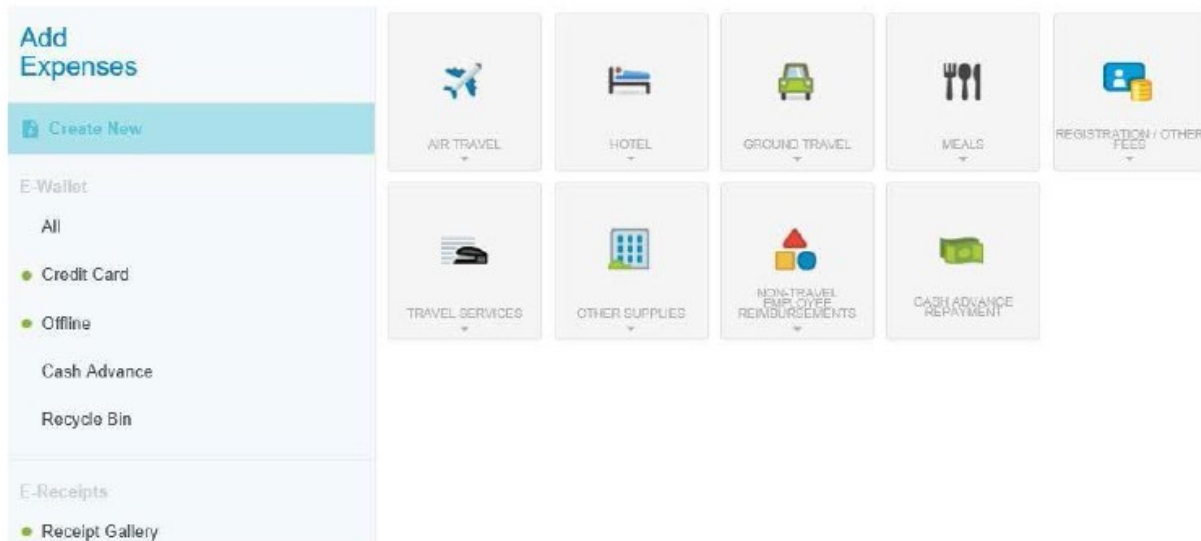 Add
Expenses
Create New
E-Wallet
All
Credit Card
Offline
Cash Advance
Recycle Bin
E-Receipts
Receipt Gallery
AIR TRAVEL
HOTEL
GROUND TRAVEL
MEALS
REGISTRATION / OTHER
FEES
TRAVEL SERVICES
OTHER SUPPLIES
NON-TRAVEL
EMPLOYEE
REIMBURSEMENTS
CASH ADVANCE
REPAYMENT